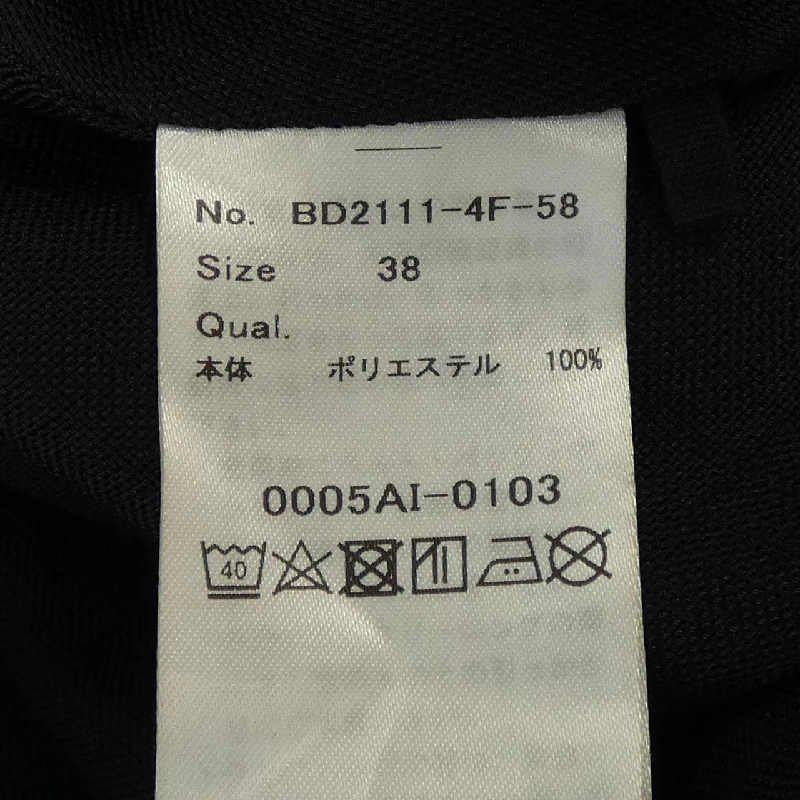 No. BD2111-4F-58
Size 38
Qual.
本体 ポリエステル 100%
0005AI-0103
40